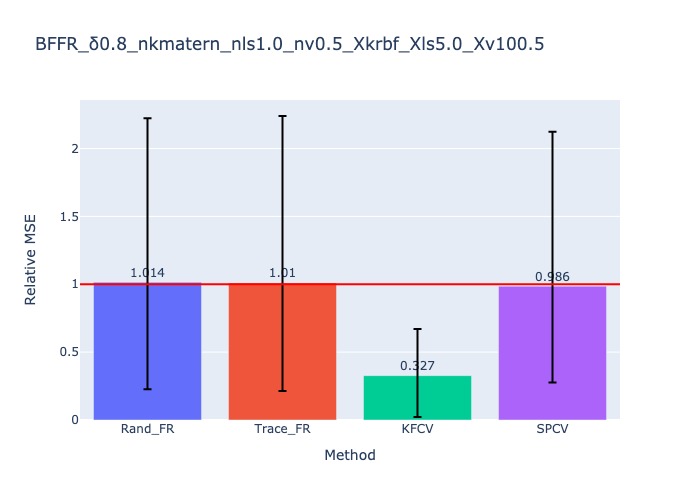 BFFR_δ0.8_nkmatern_nls1.0_nv0.5_Xkrbf_Xls5.0_Xv100.5
Relative MSE
2
1.5
1
0.5
0
1.014
1.01
0.327
0.986
Rand_FR
Trace_FR
KFCV
SPCV
Method